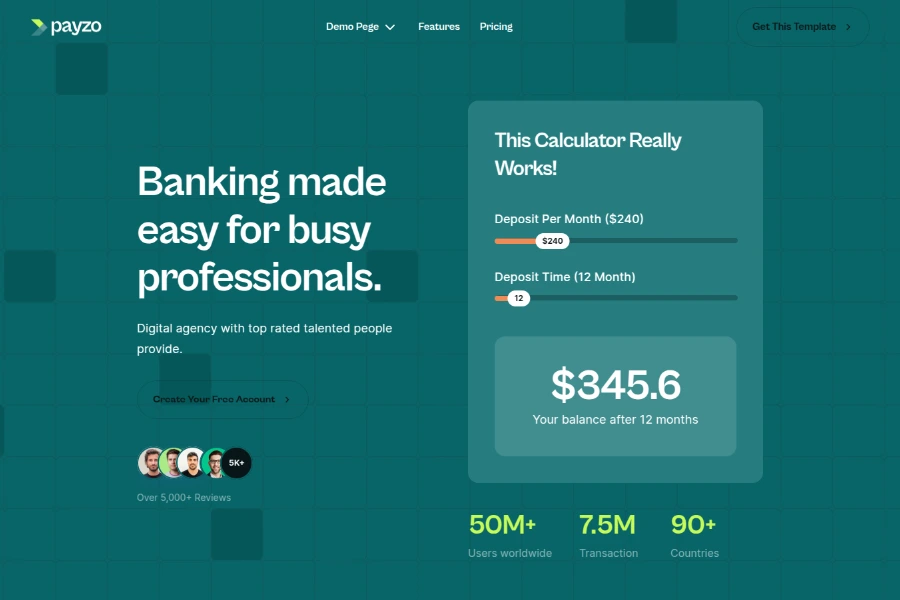 payzo
Demo Pege
Features
Pricing
Get This Template
Banking made
easy for busy
professionals.
Digital agency with top rated talented people
provide.
Create Your Free Account
5K+
Over 5,000+ Reviews
This Calculator Really
Works!
Deposit Per Month ($240)
$240
Deposit Time (12 Month)
12
$345.6
Your balance after 12 months
50M+
7.5M
90+
Users worldwide
Transaction
Countries